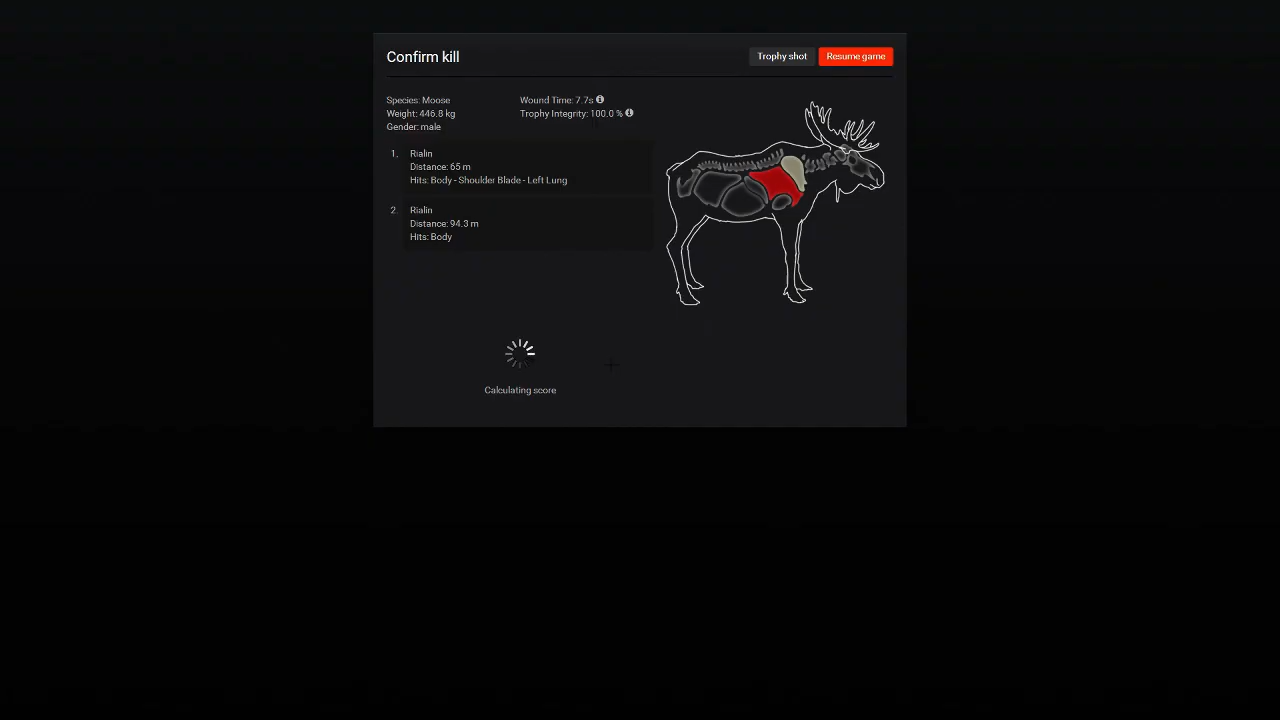 Confirm kill
Trophy shot
Resume game
Species: Moose
Weight: 446.8 kg
Gender: male
Wound Time: 7.7s
Trophy Integrity: 100.0 %
1. Rialin
Distance: 65 m
Hits: Body - Shoulder Blade - Left Lung
2. Rialin
Distance: 94.3 m
Hits: Body
Calculating score